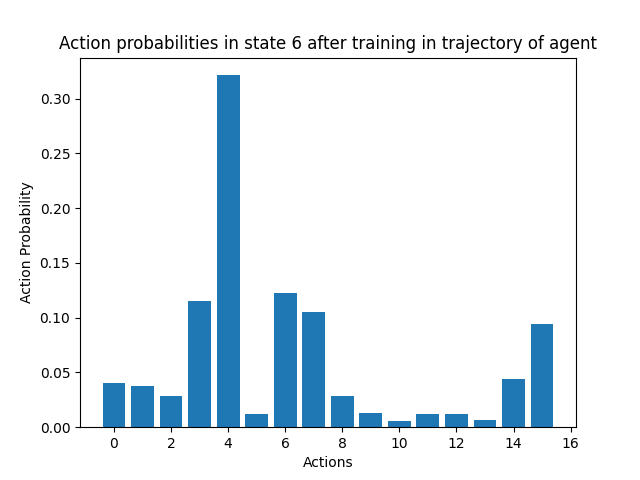 Action probabilities in state 6 after training in trajectory of agent
0.30
0.25
0.20
0.15
0.10
0.05
0.00
Action Probability
0 2 4 6 8 10 12 14 16
Actions